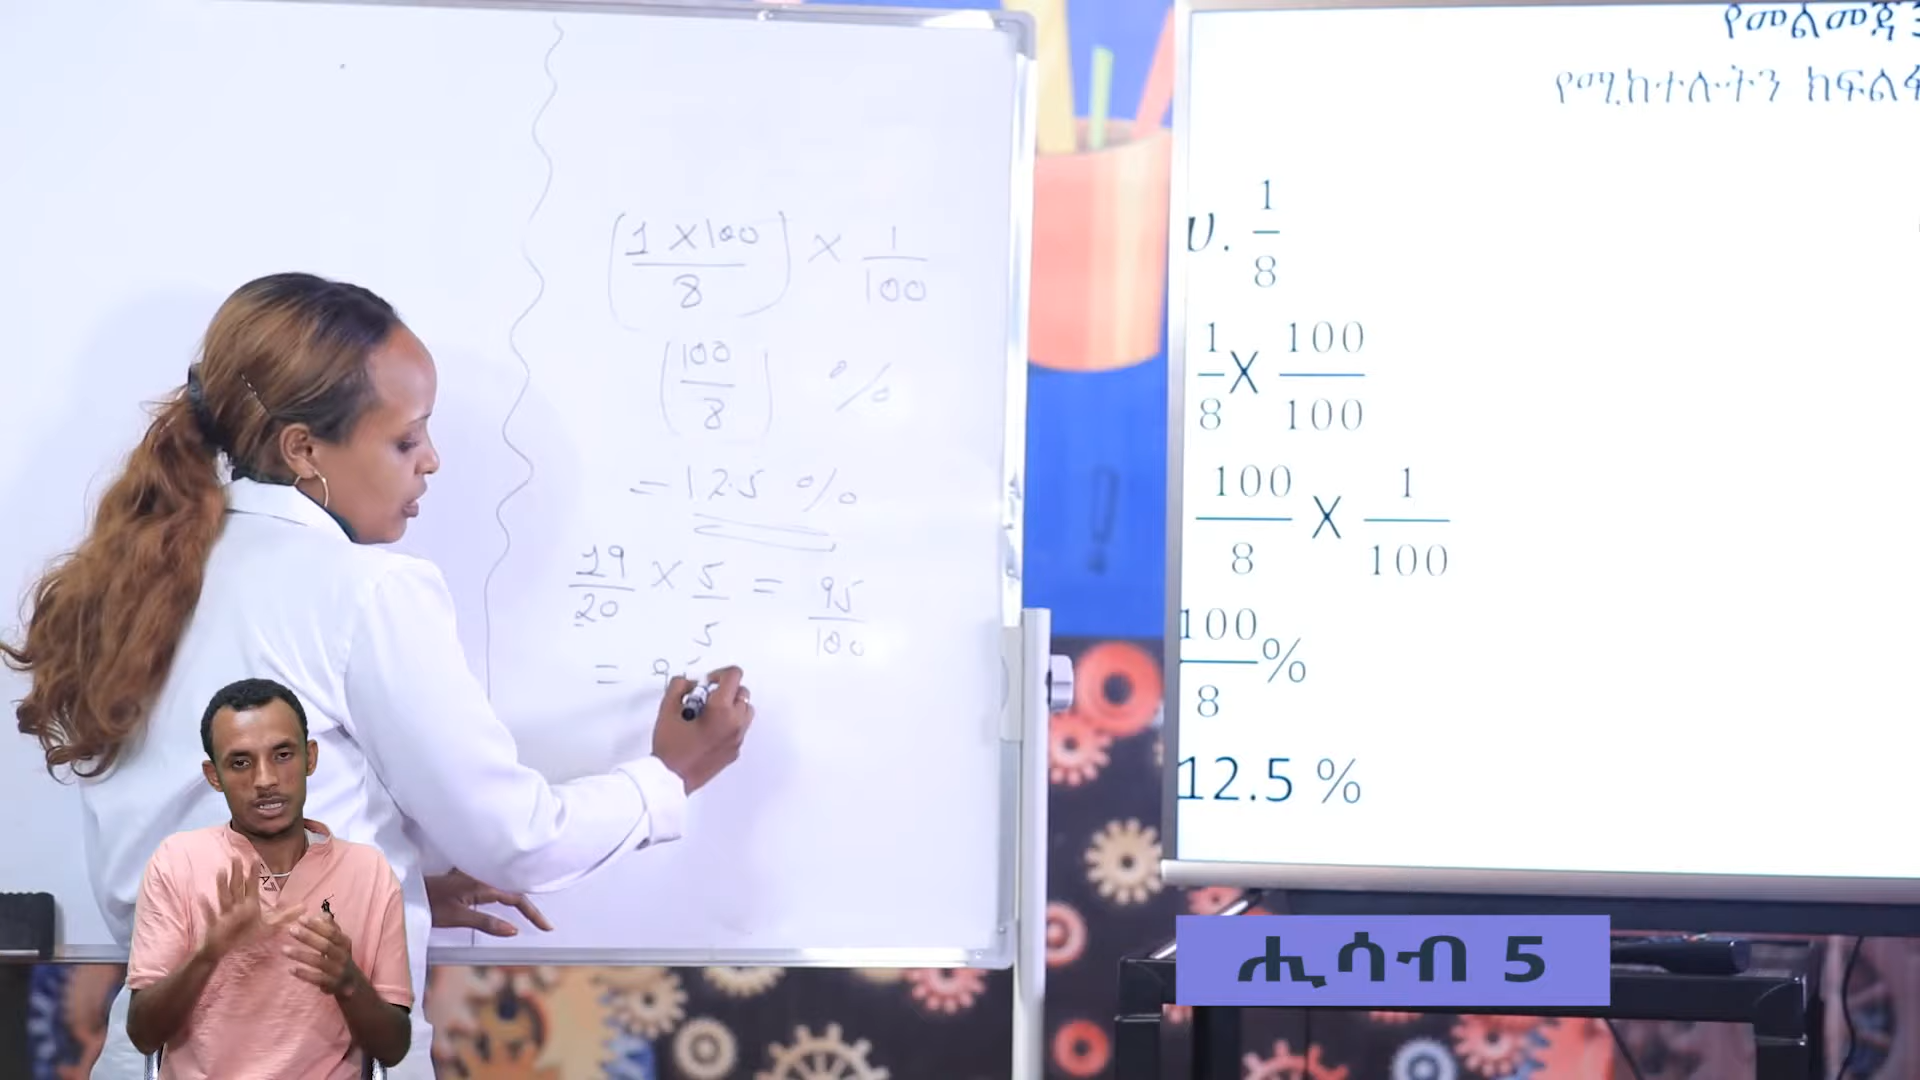 (1 X 100 / 8) X 1/100
(100/8) %
= 12.5 %
19/20 X 5/5 = 95/100
= 95
የመልመጃ
የሚከተሉትን
ሀ. 1/8
1/8 X 100/100
100/8 X 1/100
100/8 %
12.5 %
ሒሳብ 5